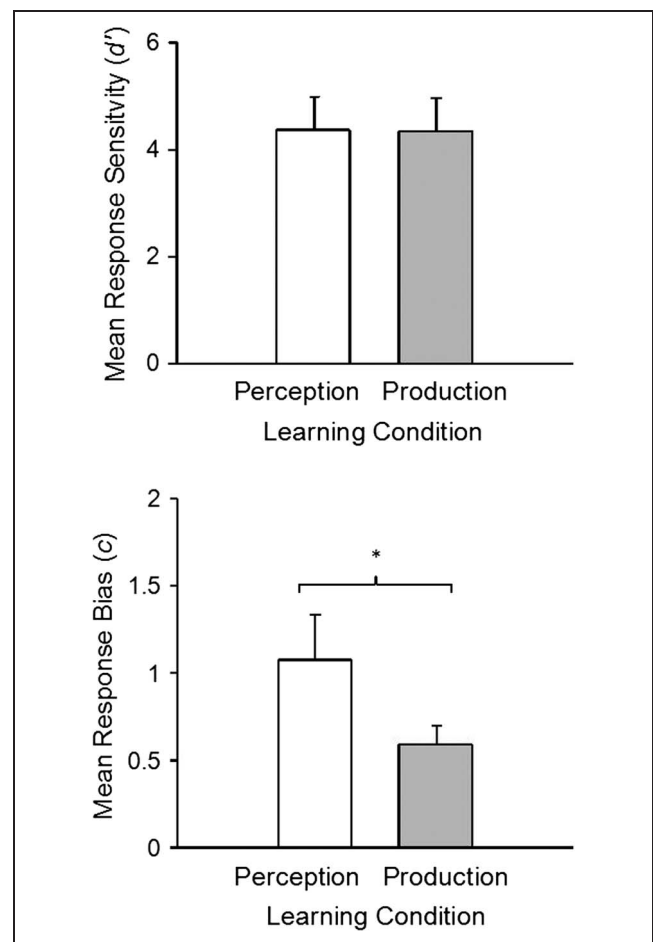 Mean Response Sensitvity (d')
6
4
2
0
Perception Production
Learning Condition
Mean Response Bias (c)
2
1.5
1
0.5
0
*
Perception Production
Learning Condition